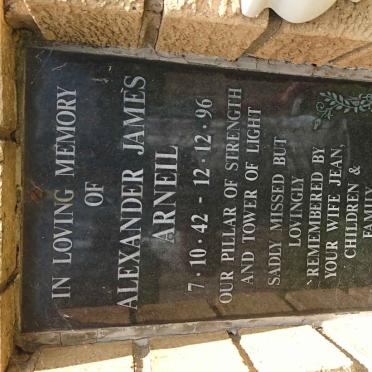 IN LOVING MEMORY
OF
ALEXANDER JAMES
ARNEIL
7·10·42 - 12·12·96
OUR PILLAR OF STRENGTH
AND TOWER OF LIGHT
SADDY MISSED BUT
LOVINGLY
REMEMBERED BY
YOUR WIFE JEAN,
CHILDREN &
FAMILY